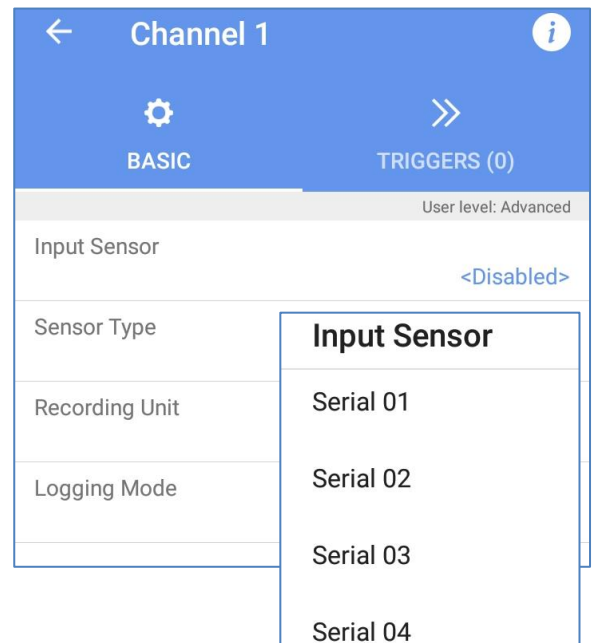 Channel 1
BASIC
TRIGGERS (0)
User level: Advanced
Input Sensor
<Disabled>
Sensor Type
Recording Unit
Logging Mode
Input Sensor
Serial 01
Serial 02
Serial 03
Serial 04